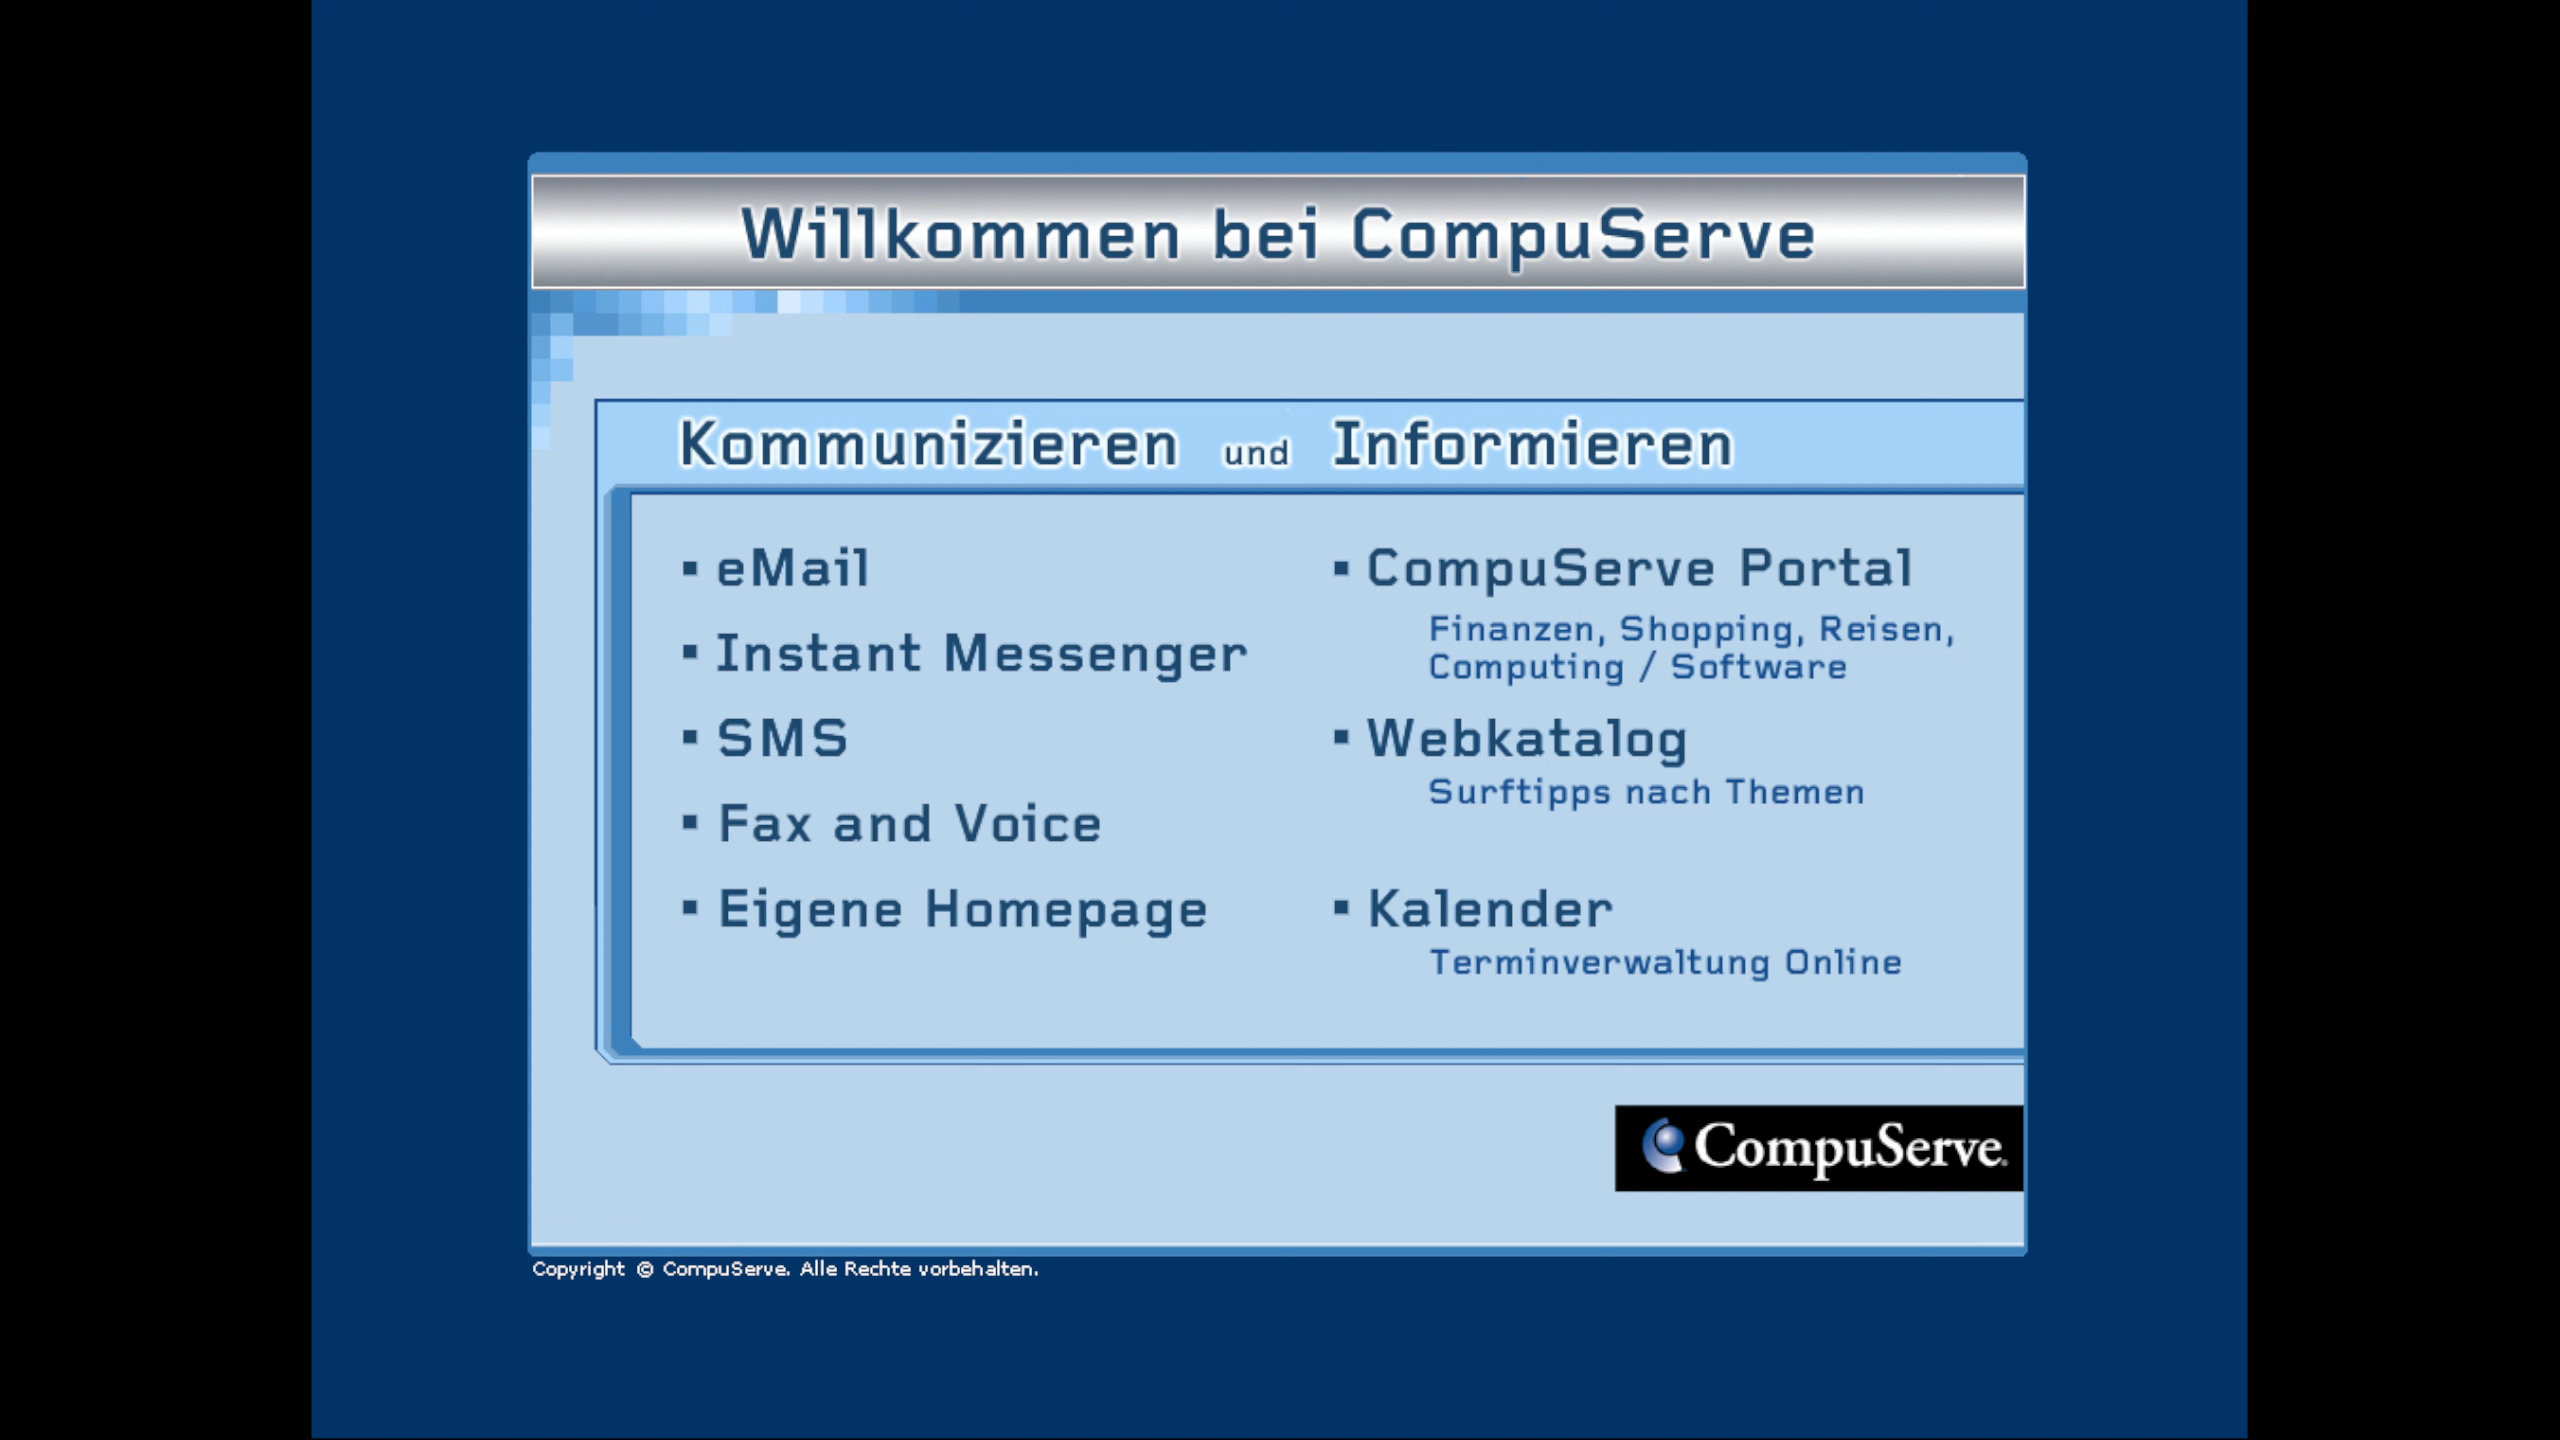 Willkommen bei CompuServe
Kommunizieren und Informieren
▪ eMail
▪ Instant Messenger
▪ SMS
▪ Fax and Voice
▪ Eigene Homepage
▪ CompuServe Portal
Finanzen, Shopping, Reisen,
Computing / Software
▪ Webkatalog
Surftipps nach Themen
▪ Kalender
Terminverwaltung Online
CompuServe.
Copyright © CompuServe. Alle Rechte vorbehalten.